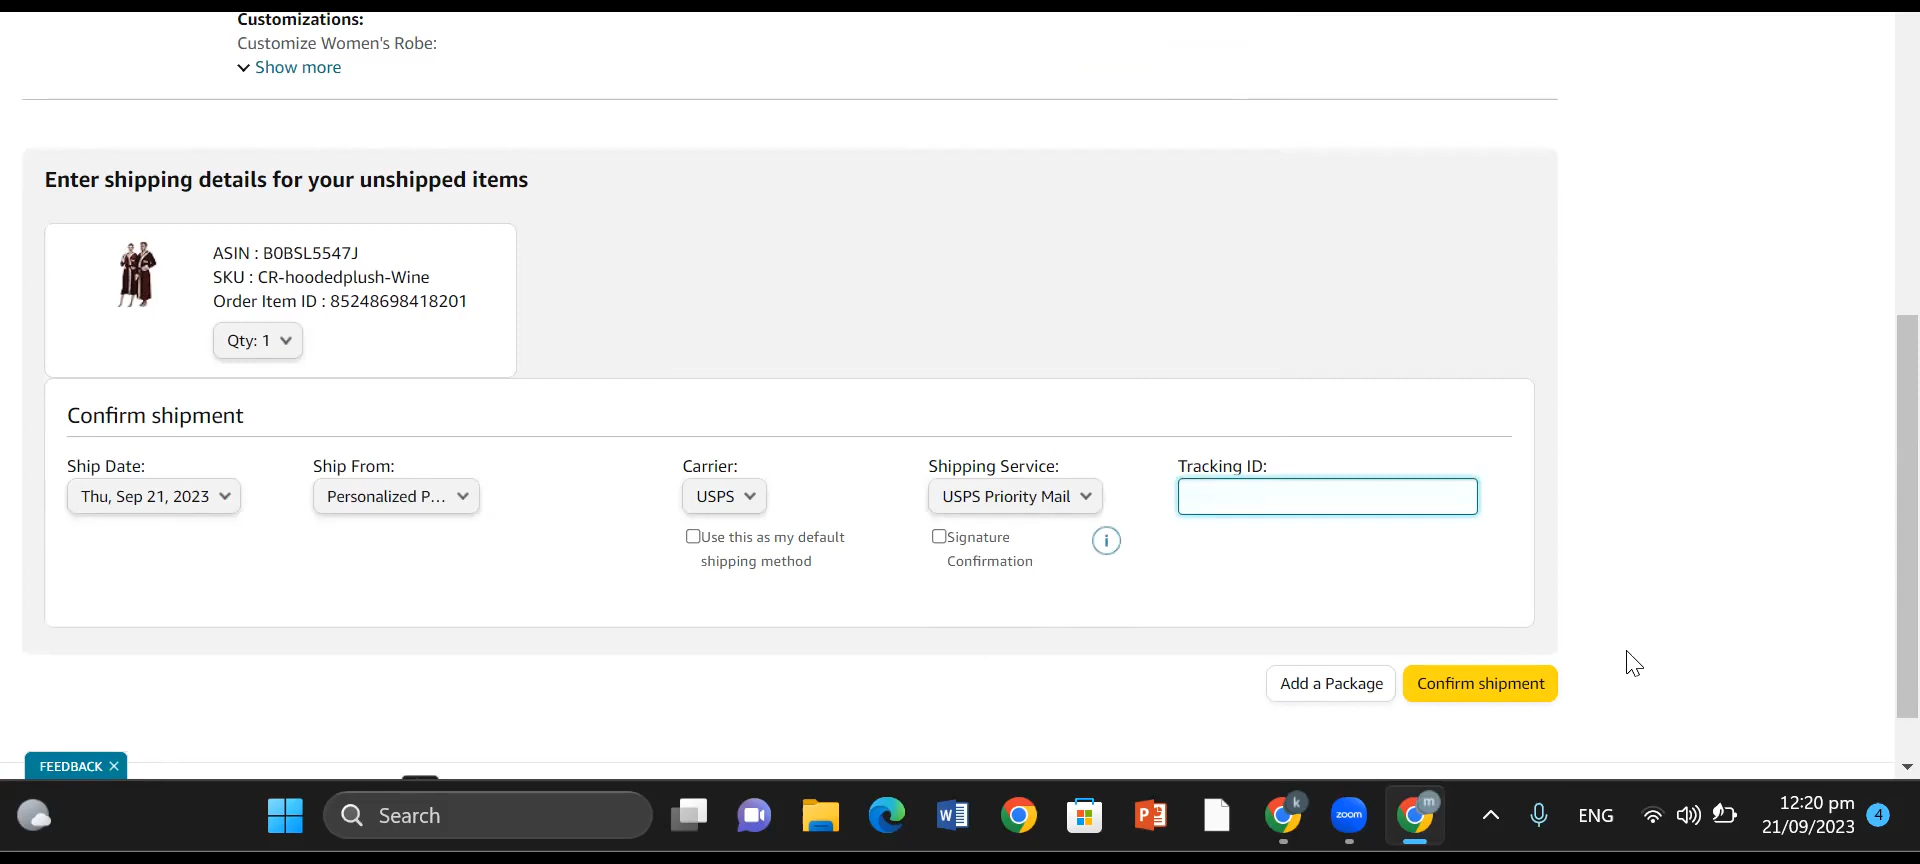 Customizations:
Customize Women's Robe:
Show more
Enter shipping details for your unshipped items
ASIN : B0BSL5547J
SKU : CR-hoodedplush-Wine
Order Item ID : 85248698418201
Qty: 1
Confirm shipment
Ship Date: Ship From: Carrier: Shipping Service: Tracking ID:
Thu, Sep 21, 2023 Personalized P... USPS USPS Priority Mail
Use this as my default Signature
shipping method Confirmation
i
Add a Package Confirm shipment
FEEDBACK
Search W k zoom m ENG 12:20 pm 4
21/09/2023